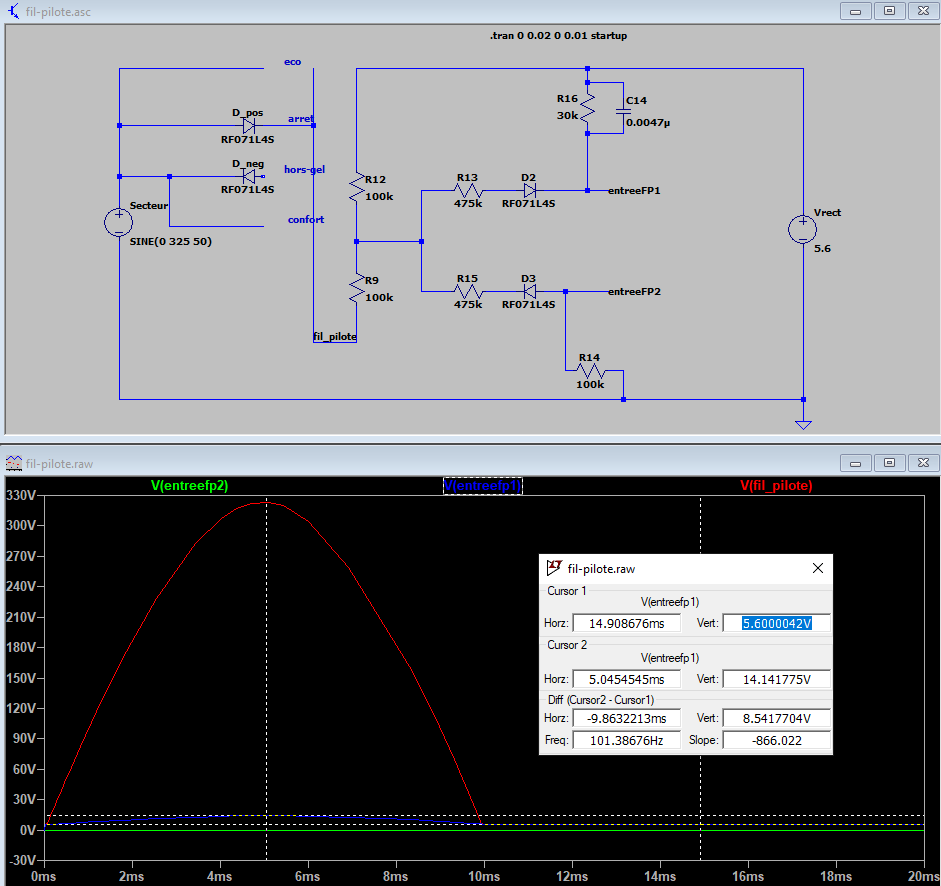 fil-pilote.asc
.tran 0 0.02 0 0.01 startup
eco
R16
30k
C14
0.0047µ
D_pos
arret
RF071L4S
D_neg
hors-gel
RF071L4S
R12
100k
R13
475k
D2
RF071L4S
entreeFP1
Secteur
SINE(0 325 50)
confort
Vrect
5.6
R9
100k
R15
475k
D3
RF071L4S
entreeFP2
fil_pilote
R14
100k
fil-pilote.raw
V(entreefp2)
V(entreefp1)
V(fil_pilote)
330V
300V
270V
240V
210V
180V
150V
120V
90V
60V
30V
0V
-30V
0ms
2ms
4ms
6ms
8ms
10ms
12ms
14ms
16ms
18ms
20ms
fil-pilote.raw
Cursor 1
V(entreefp1)
Horz: 14.908676ms Vert: 5.6000042V
Cursor 2
V(entreefp1)
Horz: 5.0454545ms Vert: 14.141775V
Diff (Cursor2 - Cursor1)
Horz: -9.8632213ms Vert: 8.5417704V
Freq: 101.38676Hz Slope: -866.022